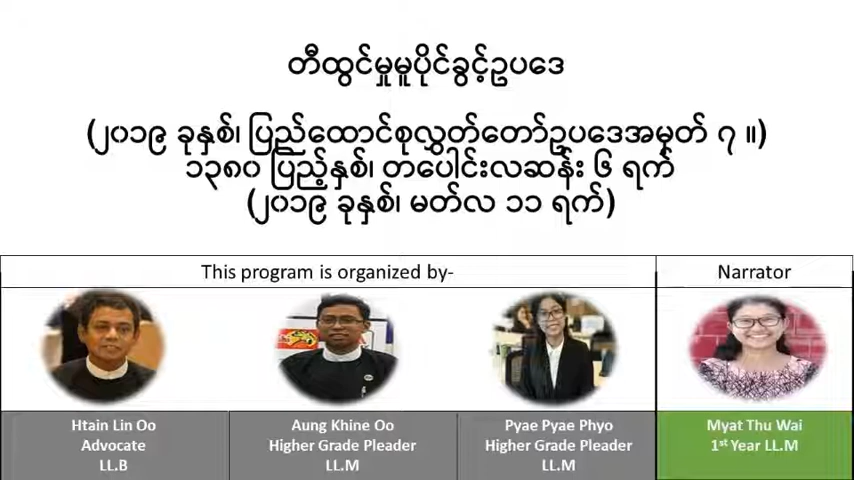 တီထွင်မှုမူပိုင်ခွင့်ဥပဒေ
(၂၀၁၉ ခုနှစ်၊ ပြည်ထောင်စုလွှတ်တော်ဥပဒေအမှတ် ၇ ။)
၁၃၈၀ ပြည့်နှစ်၊ တပေါင်းလဆန်း ၆ ရက်
(၂၀၁၉ ခုနှစ်၊ မတ်လ ၁၁ ရက်)
This program is organized by-
Narrator
Htain Lin Oo
Advocate
LL.B
Aung Khine Oo
Higher Grade Pleader
LL.M
Pyae Pyae Phyo
Higher Grade Pleader
LL.M
Myat Thu Wai
1st Year LL.M